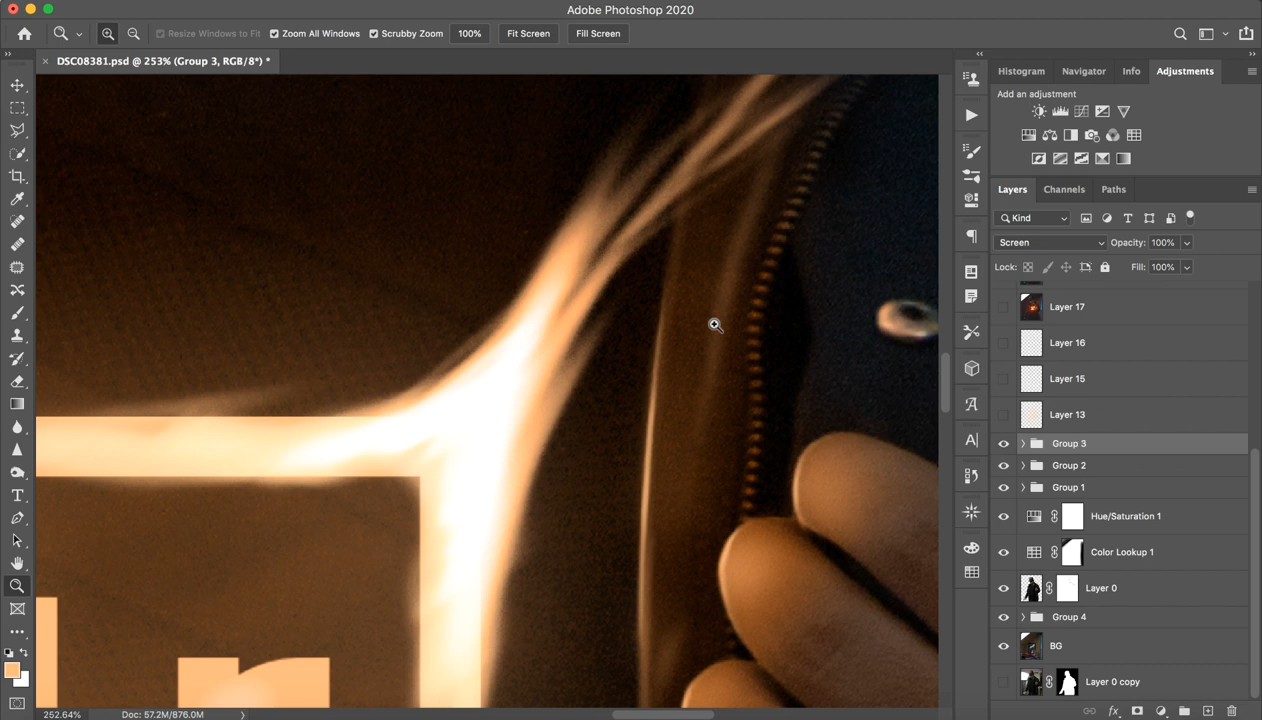 Adobe Photoshop 2020
Resize Windows to Fit
Zoom All Windows
Scrubby Zoom
100%
Fit Screen
Fill Screen
DSC08381.psd @ 253% (Group 3, RGB/8*) *
Histogram
Navigator
Info
Adjustments
Add an adjustment
Layers
Channels
Paths
Kind
Screen
Opacity: 100%
Lock:
Fill: 100%
Layer 17
Layer 16
Layer 15
Layer 13
Group 3
Group 2
Group 1
Hue/Saturation 1
Color Lookup 1
Layer 0
Group 4
BG
Layer 0 copy
252.64%
Doc: 57.2M/876.0M